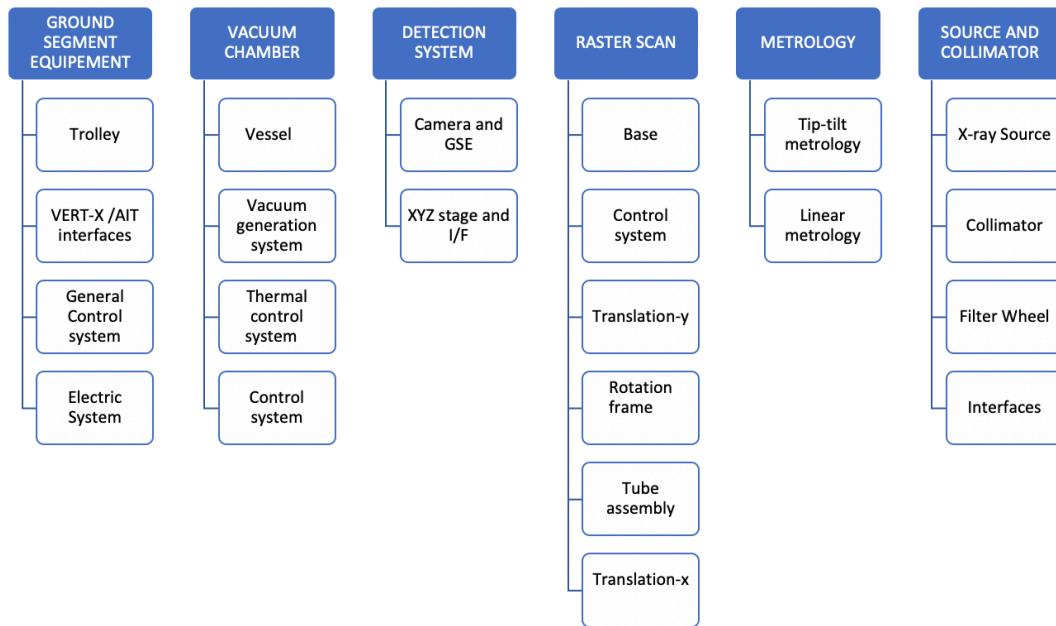 GROUND
SEGMENT
EQUIPEMENT
Trolley
VERT-X /AIT
interfaces
General
Control
system
Electric
System
VACUUM
CHAMBER
Vessel
Vacuum
generation
system
Thermal
control
system
Control
system
DETECTION
SYSTEM
Camera and
GSE
XYZ stage and
I/F
RASTER SCAN
Base
Control
system
Translation-y
Rotation
frame
Tube
assembly
Translation-x
METROLOGY
Tip-tilt
metrology
Linear
metrology
SOURCE AND
COLLIMATOR
X-ray Source
Collimator
Filter Wheel
Interfaces